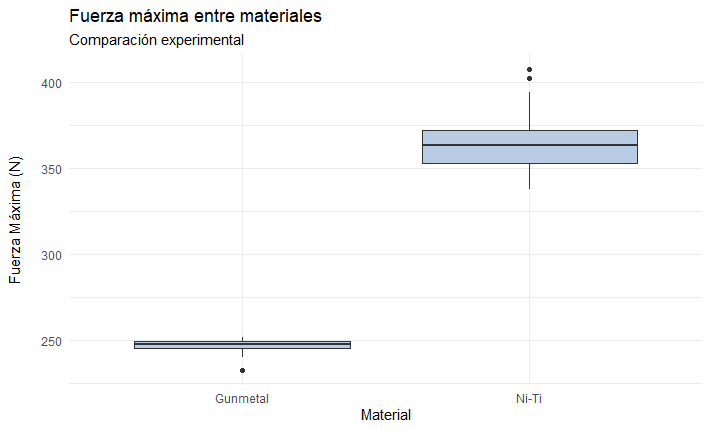 Fuerza máxima entre materiales
Comparación experimental
Fuerza Máxima (N)
400
350
300
250
Gunmetal
Ni-Ti
Material